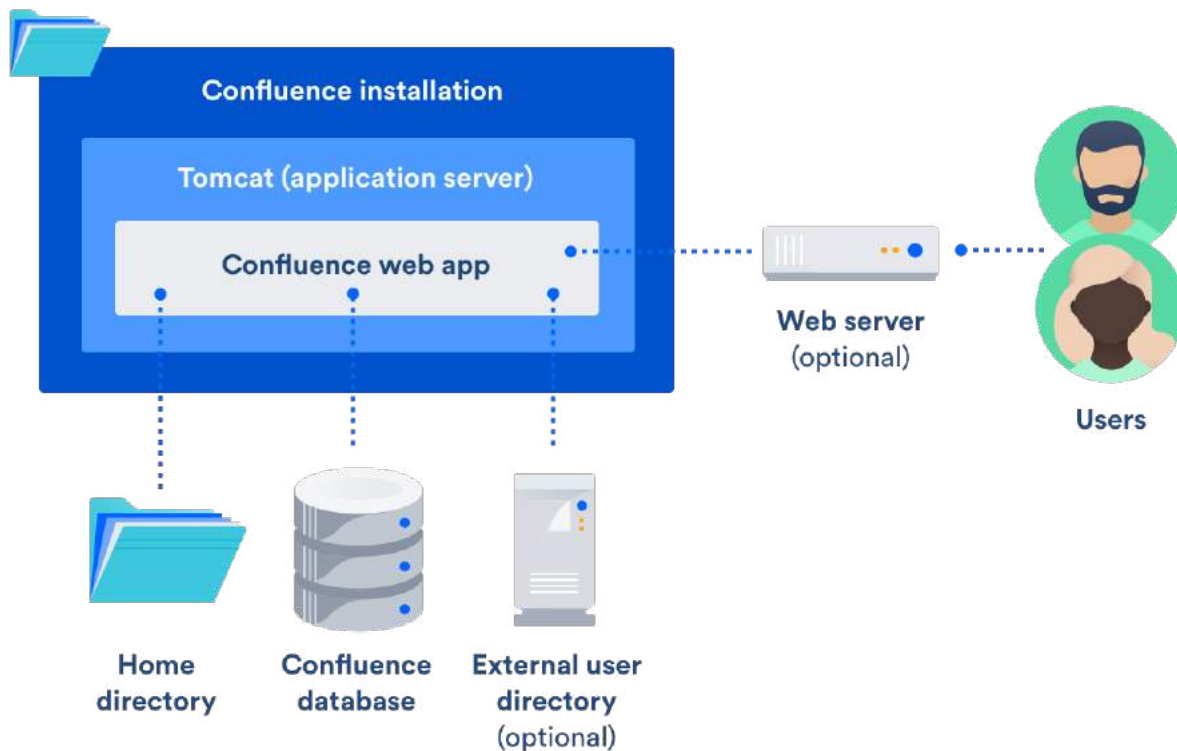 Confluence installation
Tomcat (application server)
Confluence web app
Web server
(optional)
Users
Home
directory
Confluence
database
External user
directory
(optional)